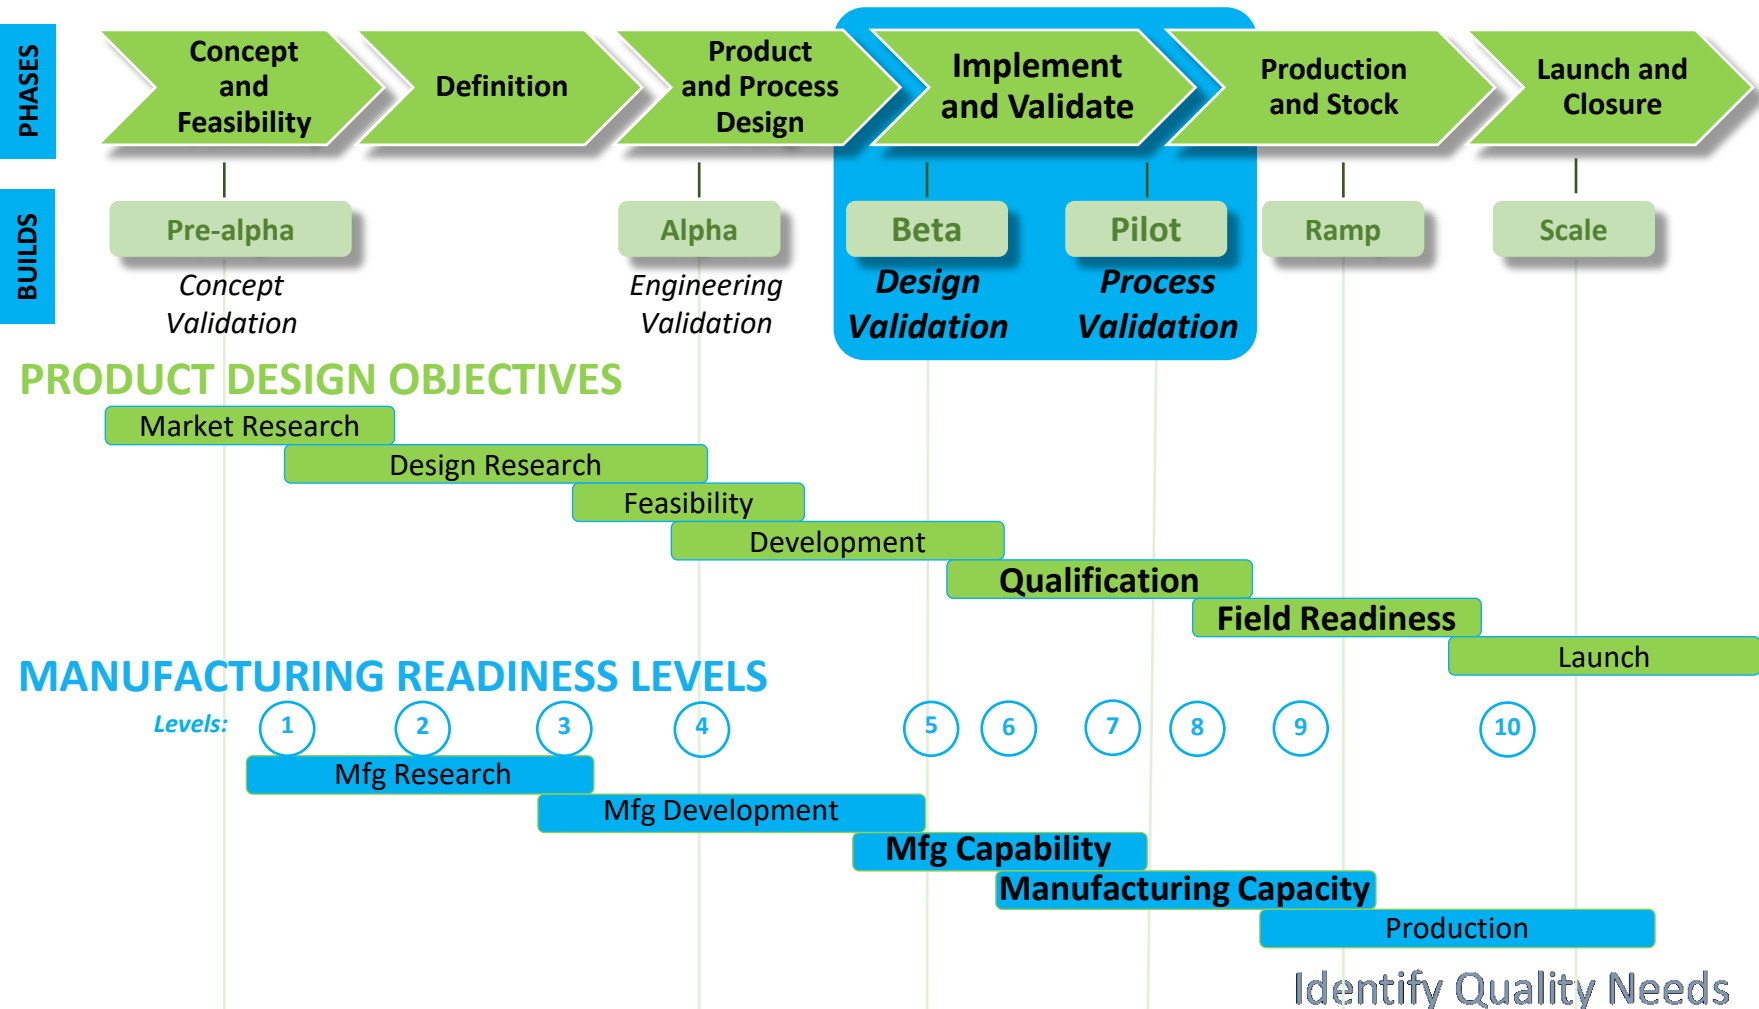 PHASES
Concept
and
Feasibility
Definition
Product
and Process
Design
Implement
and Validate
Production
and Stock
Launch and
Closure
BUILDS
Pre-alpha
Alpha
Beta
Pilot
Ramp
Scale
Concept
Validation
Engineering
Validation
Design
Validation
Process
Validation
PRODUCT DESIGN OBJECTIVES
Market Research
Design Research
Feasibility
Development
Qualification
Field Readiness
Launch
MANUFACTURING READINESS LEVELS
Levels: 1 2 3 4 5 6 7 8 9 10
Mfg Research
Mfg Development
Mfg Capability
Manufacturing Capacity
Production
Identify Quality Needs